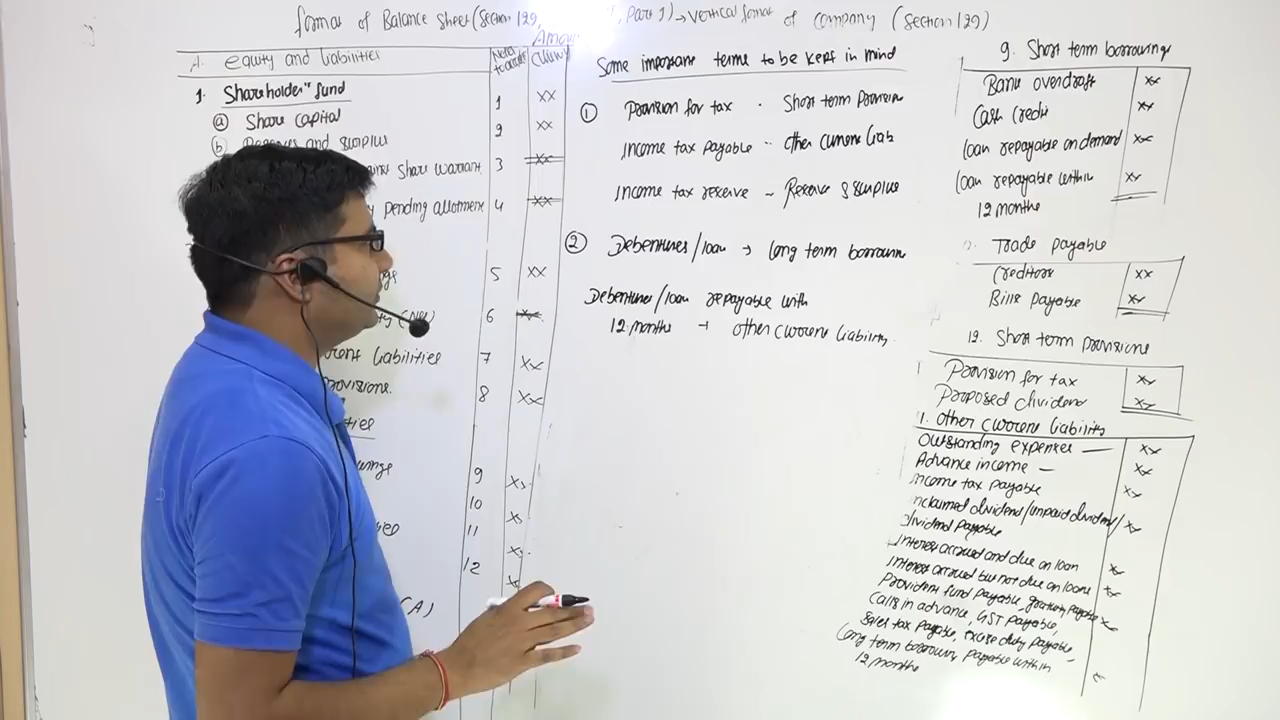 format of Balance sheet (Section 129, Part 1) → vertical format of company (Section 129)
A. equity and liabilities
Note to accounts
1. Shareholder" fund
(a) Share Capital 1 xx
(b) Reserves and Surplus 2 xx
share warrant 3 xx
pending allotment 4 xx
5 xx
6 xx
liabilities 7 xx
provisions. 8 xx
9 xx
10 xx
11 xx
12 xx
(A)
Some important terms to be kept in mind
① Provision for tax . Short term provision
Income tax payable - other current liab
Income tax reserve - Reserve & surplus
② Debentures/loan → long term borrowing
Debentures/loan repayable with
12 months → other current liability.
9. Short term borrowing
Bank overdraft xx
Cash credit xx
loan repayable on demand xx
loan repayable within xx
12 months
Trade payable
Creditors xx
Bills payable xx
12. Short term provisions
Provision for tax xx
Proposed dividend xx
1. other current liability
Outstanding expenses — xx
Advance income — xx
Income tax payable xx
unclaimed dividend/unpaid dividend/ xx
dividend payable
Interest accrued and due on loan xx
Interest accrued but not due on loans xx
Provident fund payable, gratuity payable xx
Calls in advance, GST payable,
Sales tax payable, excise duty payable
Long term borrowing payable within
12 months